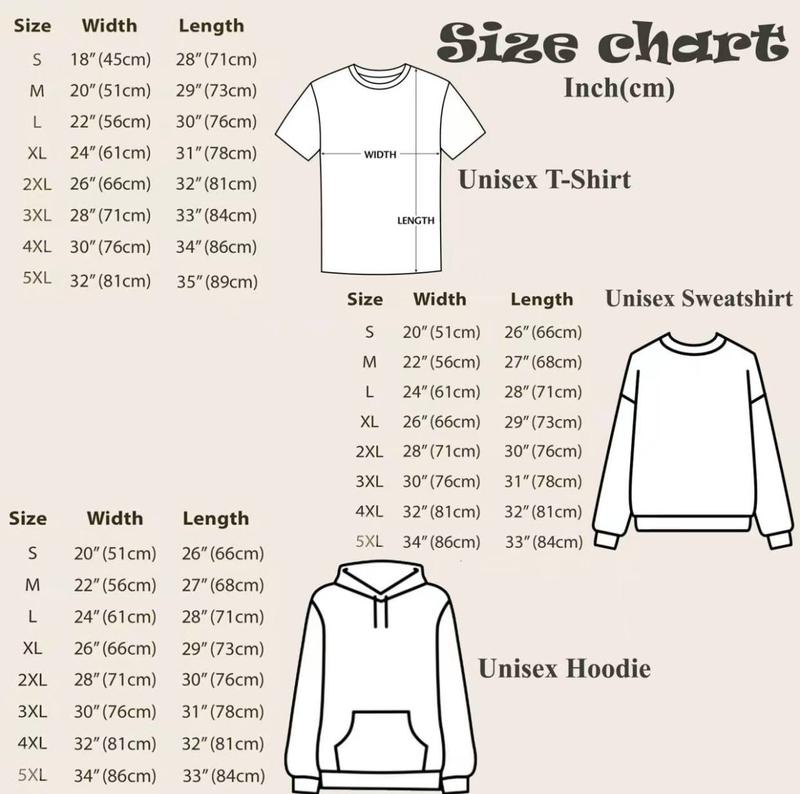 Size chart
Inch(cm)
Size Width Length
S 18"(45cm) 28"(71cm)
M 20"(51cm) 29"(73cm)
L 22"(56cm) 30"(76cm)
XL 24"(61cm) 31"(78cm)
2XL 26"(66cm) 32"(81cm)
3XL 28"(71cm) 33"(84cm)
4XL 30"(76cm) 34"(86cm)
5XL 32"(81cm) 35"(89cm)
WIDTH
LENGTH
Unisex T-Shirt
Size Width Length
Unisex Sweatshirt
S 20"(51cm) 26"(66cm)
M 22"(56cm) 27"(68cm)
L 24"(61cm) 28"(71cm)
XL 26"(66cm) 29"(73cm)
2XL 28"(71cm) 30"(76cm)
3XL 30"(76cm) 31"(78cm)
4XL 32"(81cm) 32"(81cm)
5XL 34"(86cm) 33"(84cm)
Size Width Length
S 20"(51cm) 26"(66cm)
M 22"(56cm) 27"(68cm)
L 24"(61cm) 28"(71cm)
XL 26"(66cm) 29"(73cm)
2XL 28"(71cm) 30"(76cm)
3XL 30"(76cm) 31"(78cm)
4XL 32"(81cm) 32"(81cm)
5XL 34"(86cm) 33"(84cm)
Unisex Hoodie